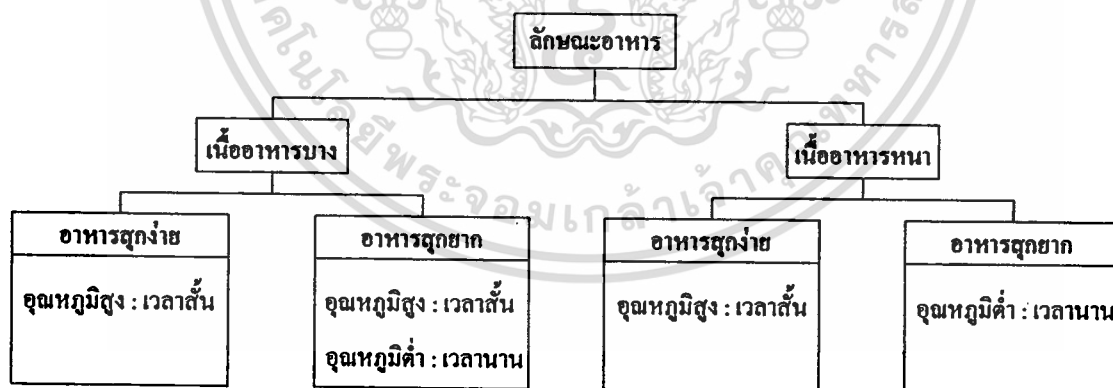 ลักษณะอาหาร
เนื้ออาหารบาง
เนื้ออาหารหนา
อาหารสุกง่าย
อุณหภูมิสูง : เวลาสั้น
อาหารสุกยาก
อุณหภูมิสูง : เวลาสั้น
อุณหภูมิต่ำ : เวลานาน
อาหารสุกง่าย
อุณหภูมิสูง : เวลาสั้น
อาหารสุกยาก
อุณหภูมิต่ำ : เวลานาน